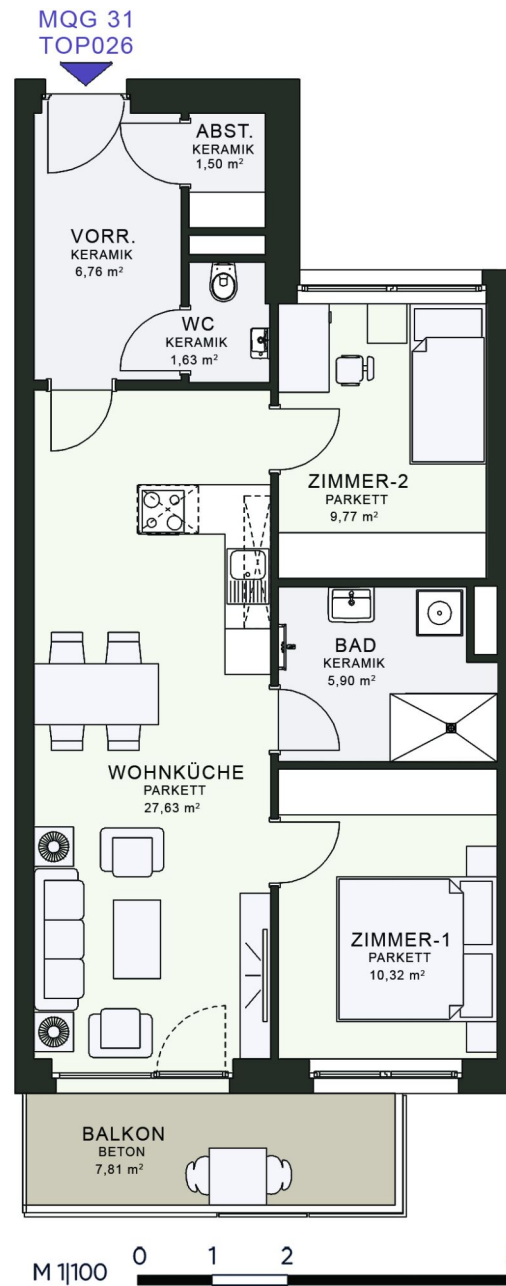 MQG 31
TOP026
ABST.
KERAMIK
1,50 m²
VORR.
KERAMIK
6,76 m²
WC
KERAMIK
1,63 m²
ZIMMER-2
PARKETT
9,77 m²
BAD
KERAMIK
5,90 m²
WOHNKÜCHE
PARKETT
27,63 m²
ZIMMER-1
PARKETT
10,32 m²
BALKON
BETON
7,81 m²
M 1|100 0 1 2